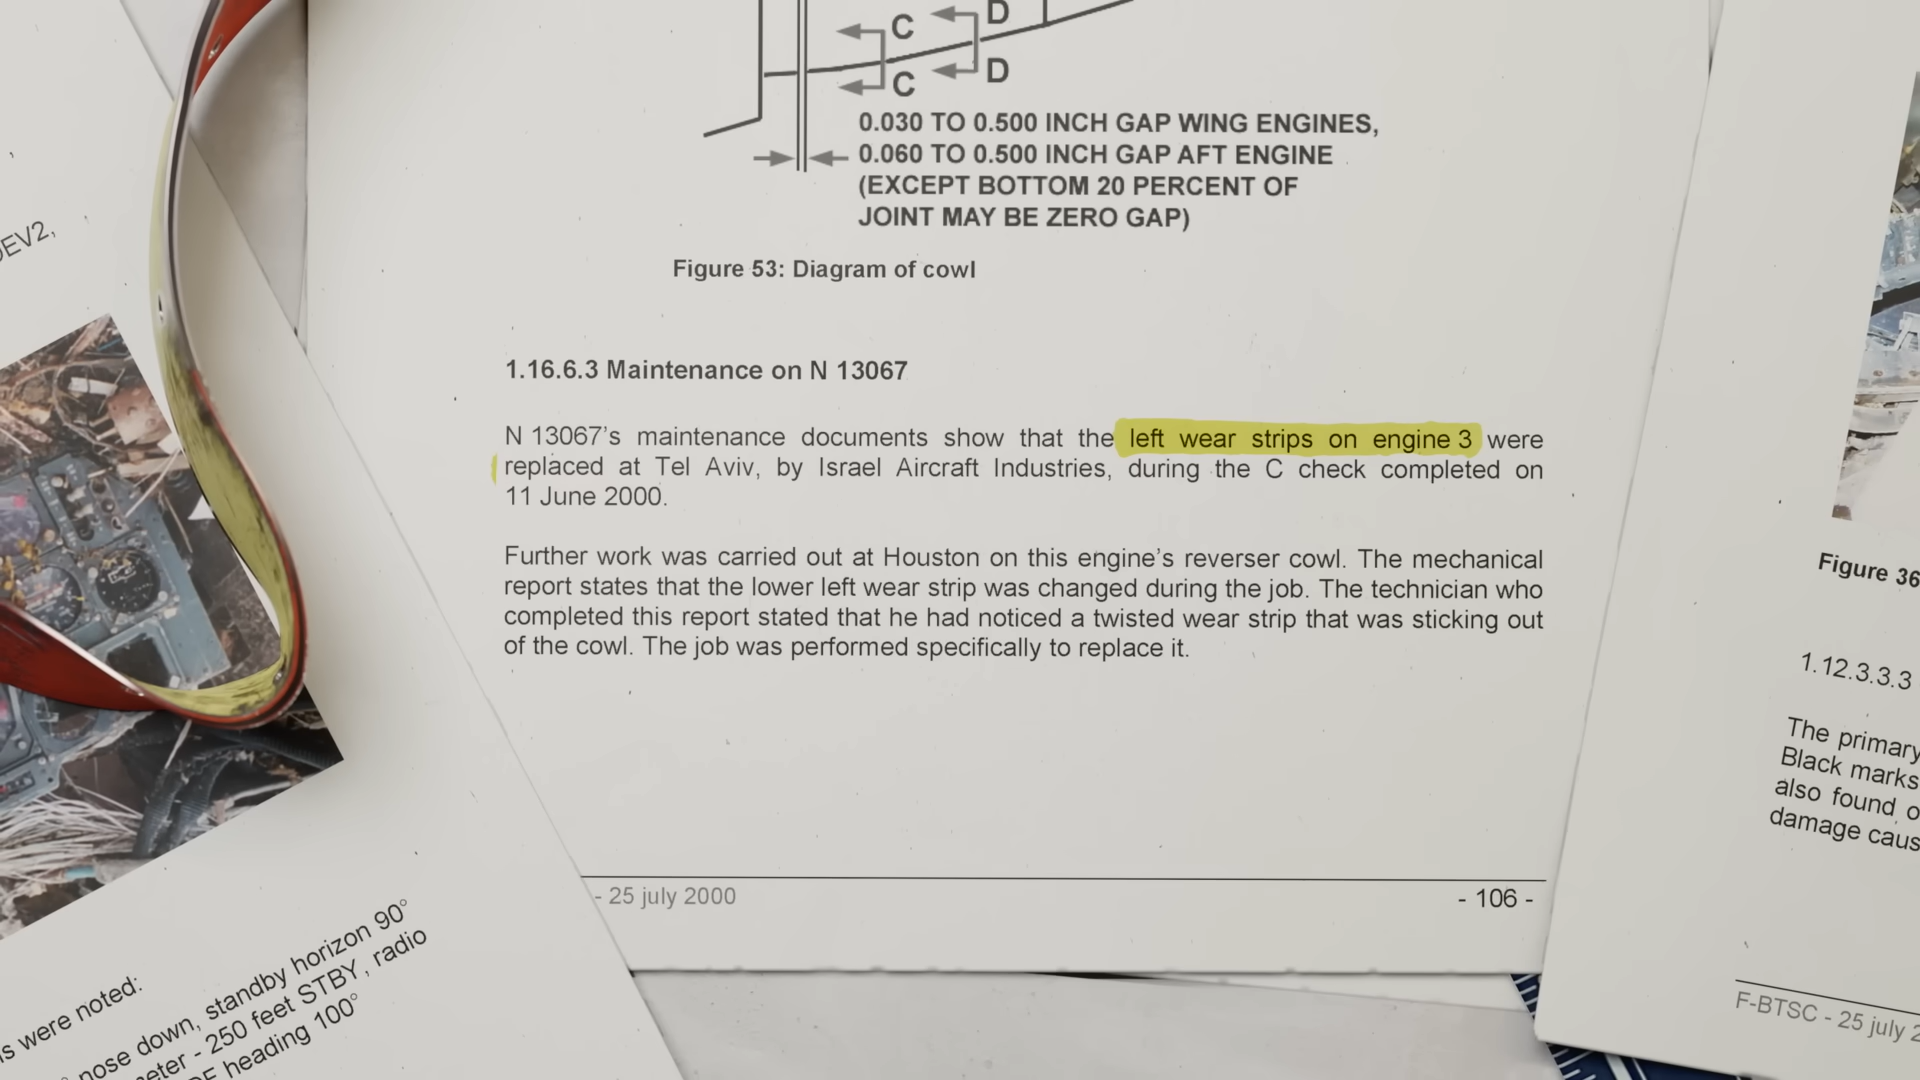 C
D
C
D
0.030 TO 0.500 INCH GAP WING ENGINES,
0.060 TO 0.500 INCH GAP AFT ENGINE
(EXCEPT BOTTOM 20 PERCENT OF
JOINT MAY BE ZERO GAP)
Figure 53: Diagram of cowl
1.16.6.3 Maintenance on N 13067
N 13067's maintenance documents show that the left wear strips on engine 3 were
replaced at Tel Aviv, by Israel Aircraft Industries, during the C check completed on
11 June 2000.
Further work was carried out at Houston on this engine's reverser cowl. The mechanical
report states that the lower left wear strip was changed during the job. The technician who
completed this report stated that he had noticed a twisted wear strip that was sticking out
of the cowl. The job was performed specifically to replace it.
- 25 july 2000
- 106 -
were noted:
nose down, standby horizon 90°
- 250 feet STBY, radio
heading 100°
Figure 36
1.12.3.3.3
The primary
Black marks
also found
damage
F-BTSC - 25 july